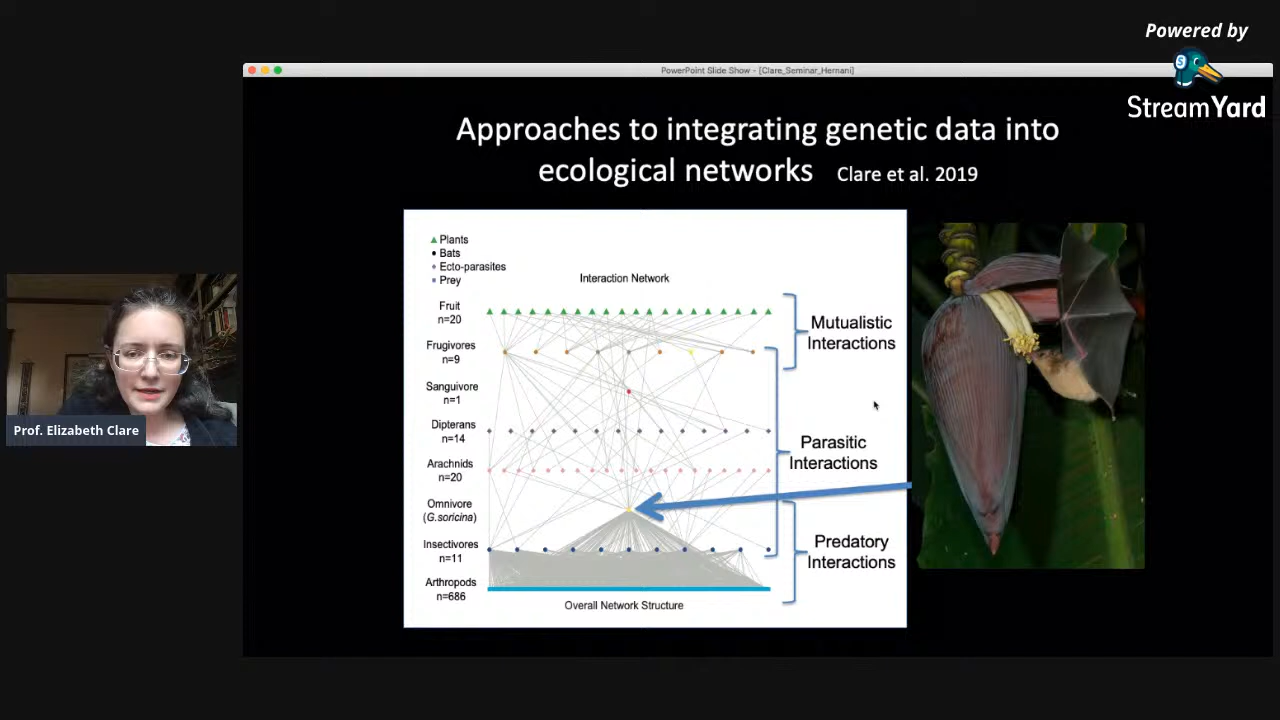 Powered by
StreamYard
PowerPoint Slide Show - [Clare_Seminar_Hernani]
Approaches to integrating genetic data into
ecological networks Clare et al. 2019
Plants
Bats
Ecto-parasites
Prey
Interaction Network
Fruit
n=20
Frugivores
n=9
Sanguivore
n=1
Dipterans
n=14
Arachnids
n=20
Omnivore
(G.soricina)
Insectivores
n=11
Arthropods
n=686
Overall Network Structure
Mutualistic
Interactions
Parasitic
Interactions
Predatory
Interactions
Prof. Elizabeth Clare